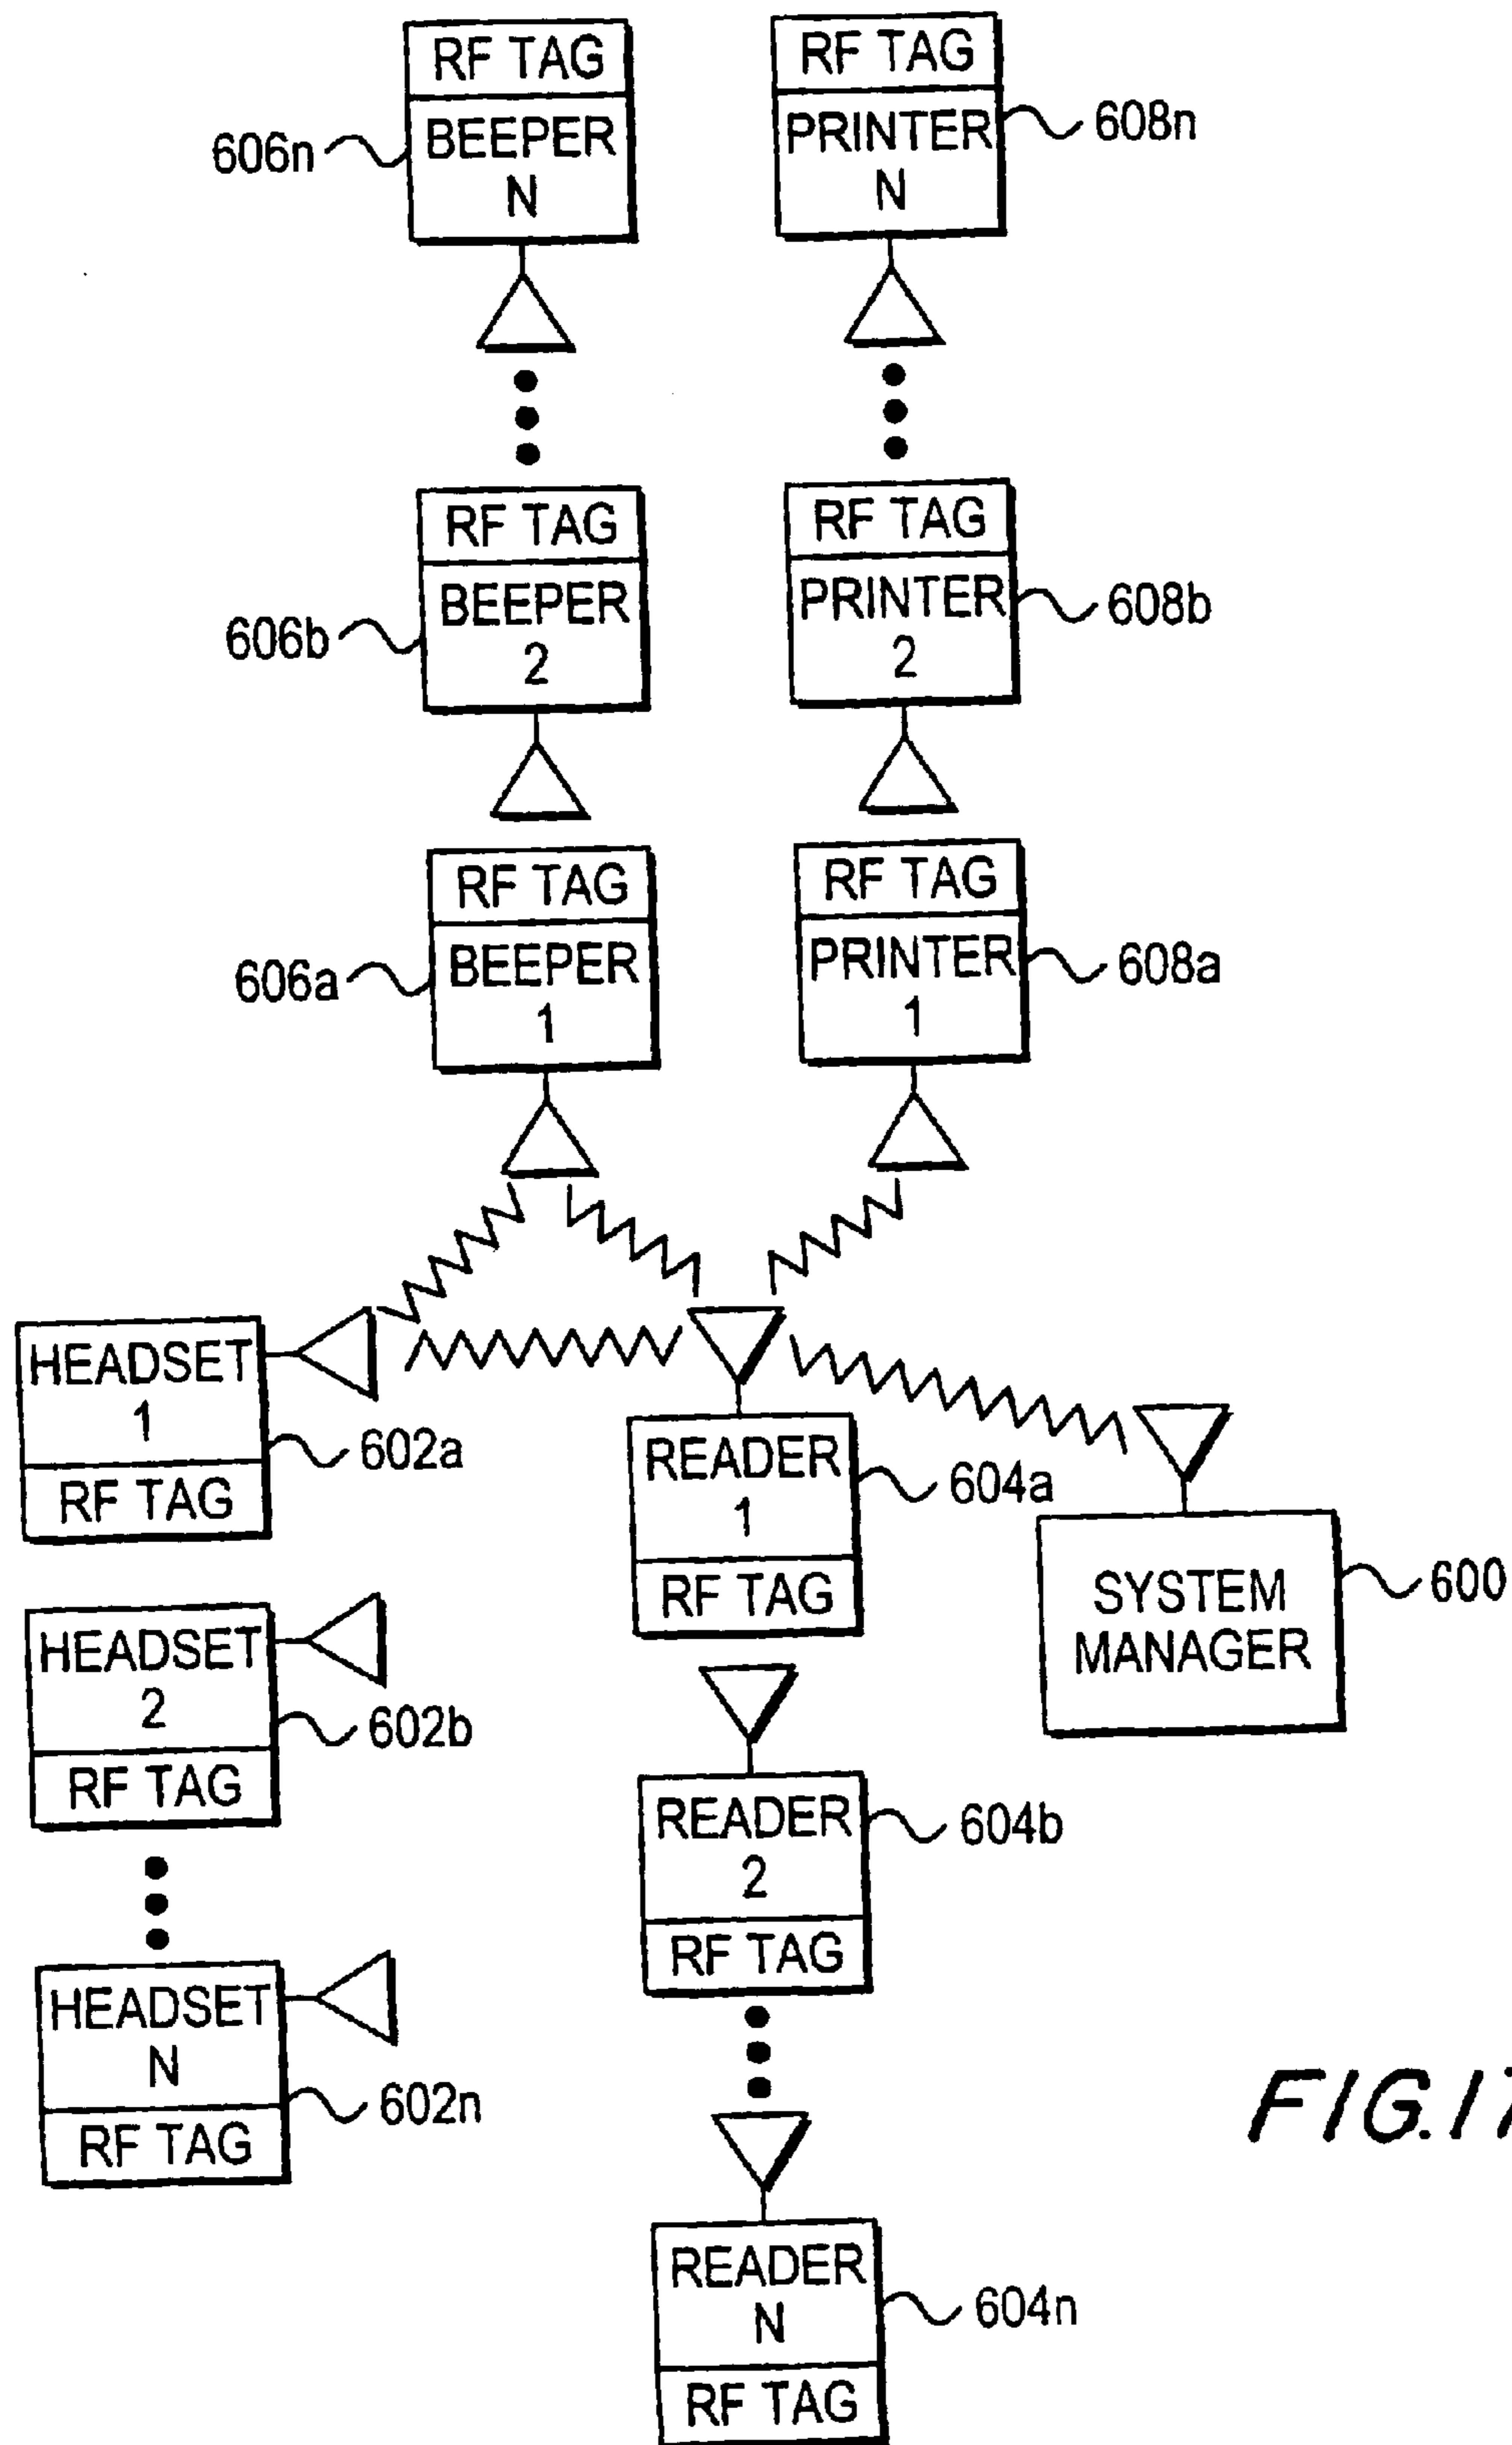 RF TAG
BEEPER
N
606n
RF TAG
PRINTER
N
608n
RF TAG
BEEPER
2
606b
RF TAG
PRINTER
2
608b
RF TAG
BEEPER
1
606a
RF TAG
PRINTER
1
608a
HEADSET
1
RF TAG
602a
READER
1
RF TAG
604a
SYSTEM
MANAGER
600
HEADSET
2
RF TAG
602b
READER
2
RF TAG
604b
HEADSET
N
RF TAG
602n
FIG.17
READER
N
RF TAG
604n